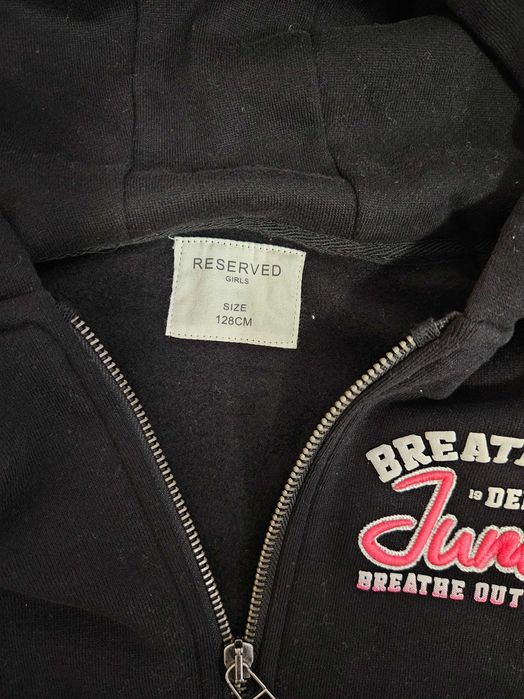 RESERVED
GIRLS
SIZE
128CM
19
BREATHE OUT